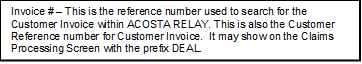 Invoice # – This is the reference number used to search for the
Customer Invoice within ACOSTA RELAY. This is also the Customer
Reference number for Customer Invoice.  It may show on the Claims
Processing Screen with the prefix DEAL.